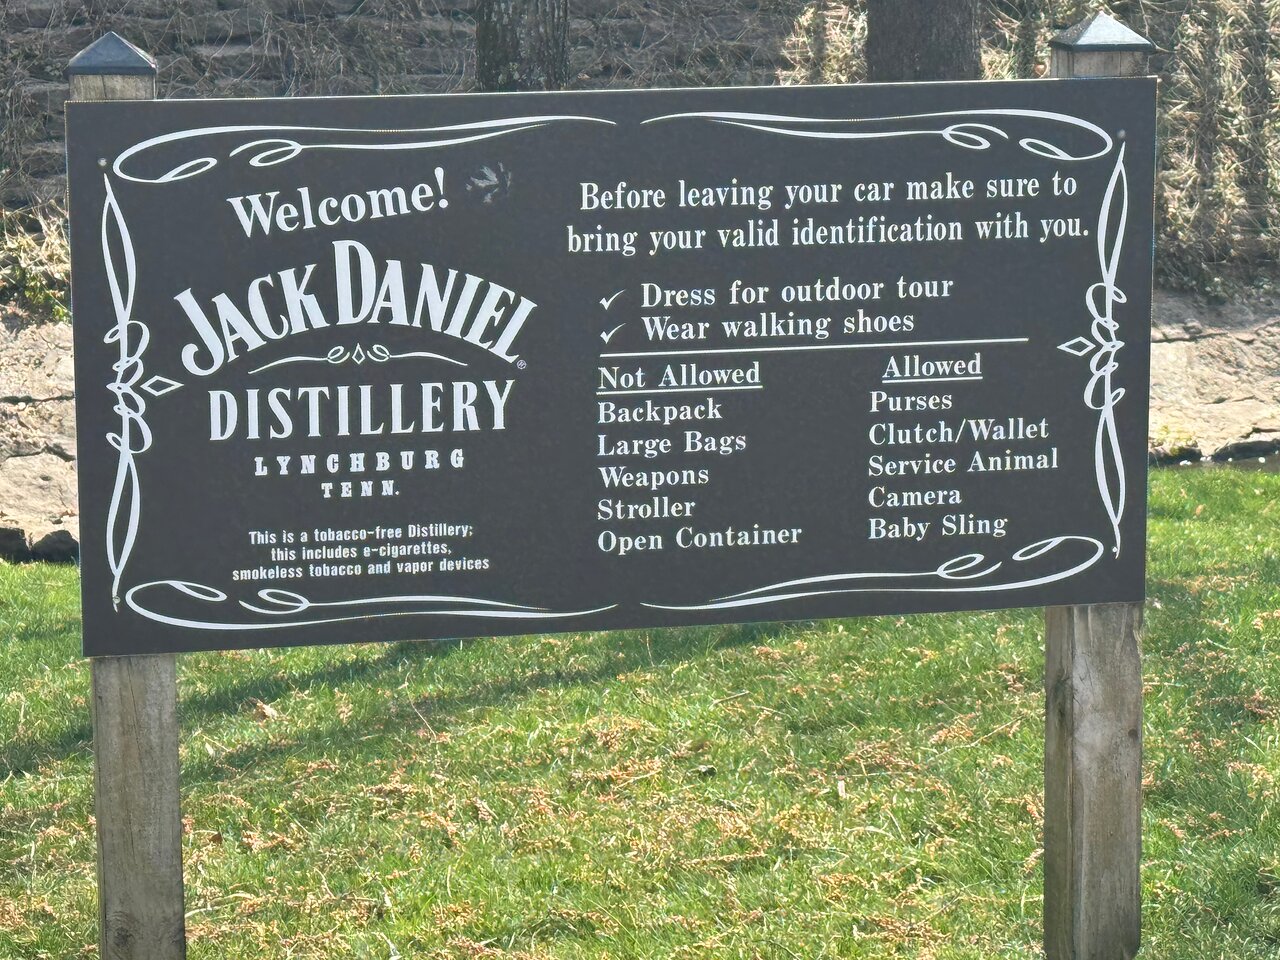 Welcome!
JACK DANIEL®
DISTILLERY
LYNCHBURG
TENN.
This is a tobacco-free Distillery;
this includes e-cigarettes,
smokeless tobacco and vapor devices
Before leaving your car make sure to
bring your valid identification with you.
✓ Dress for outdoor tour
✓ Wear walking shoes
Not Allowed
Backpack
Large Bags
Weapons
Stroller
Open Container
Allowed
Purses
Clutch/Wallet
Service Animal
Camera
Baby Sling